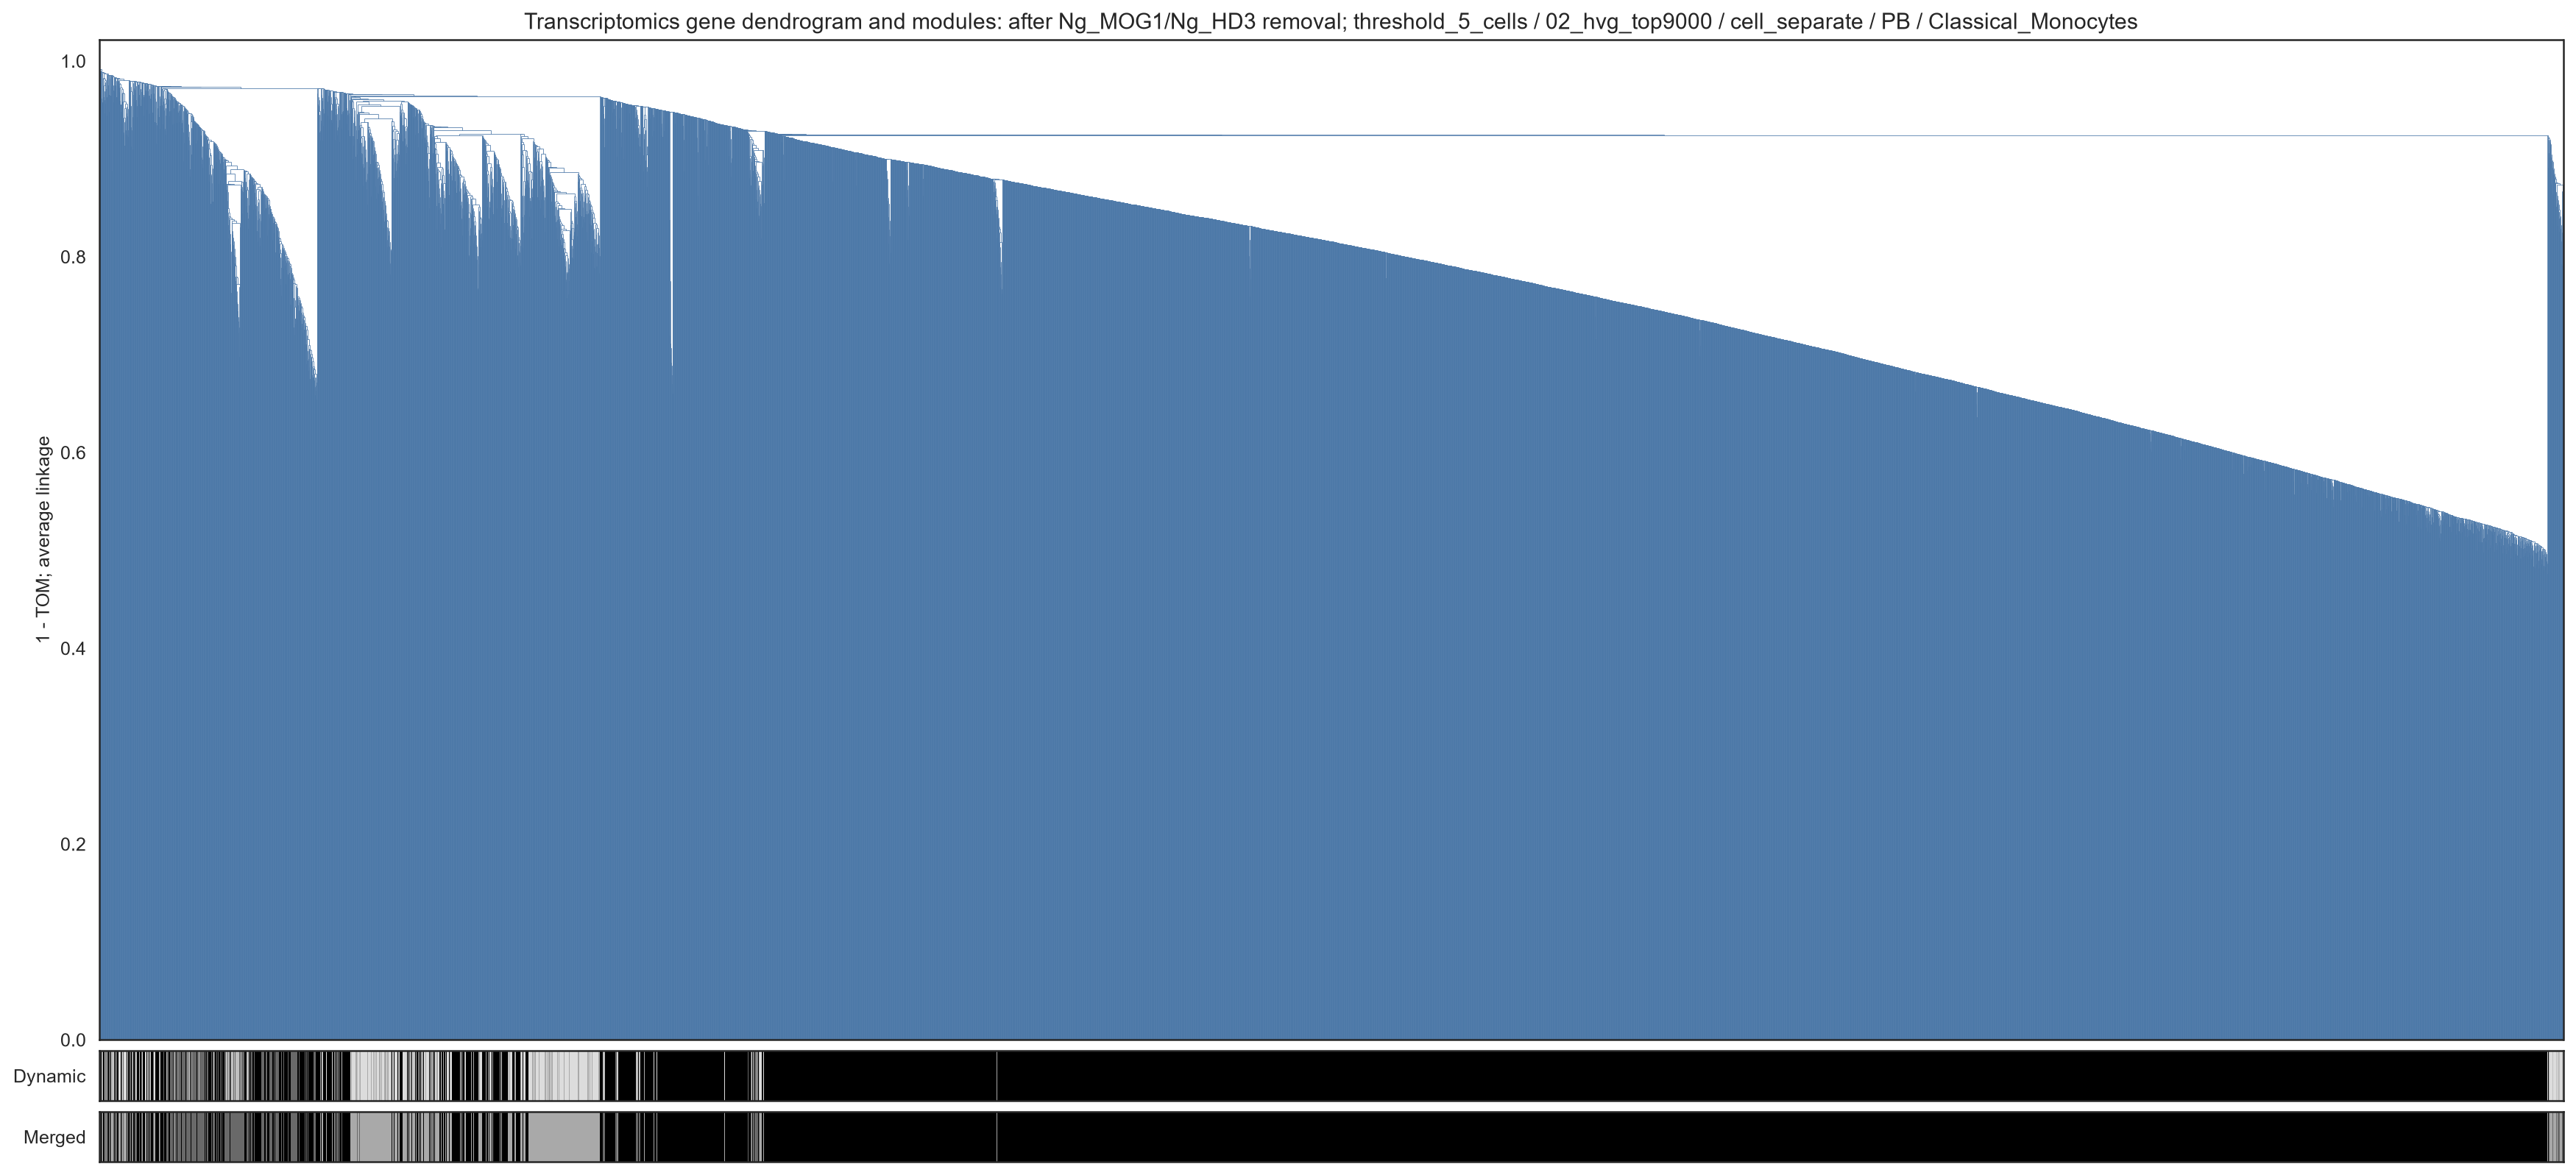 Transcriptomics gene dendrogram and modules: after Ng_MOG1/Ng_HD3 removal; threshold_5_cells / 02_hvg_top9000 / cell_separate / PB / Classical_Monocytes
1.0
0.8
0.6
0.4
0.2
0.0
1 - TOM; average linkage
Dynamic
Merged